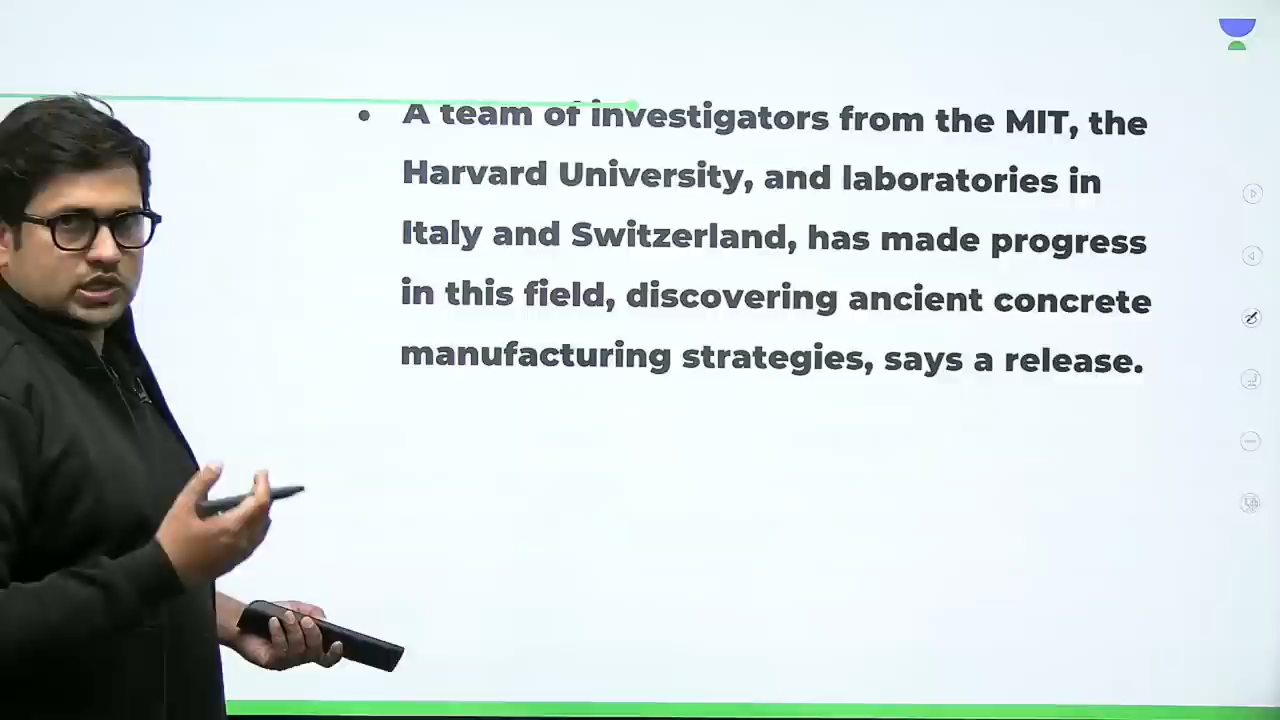 • A team of investigators from the MIT, the
Harvard University, and laboratories in
Italy and Switzerland, has made progress
in this field, discovering ancient concrete
manufacturing strategies, says a release.